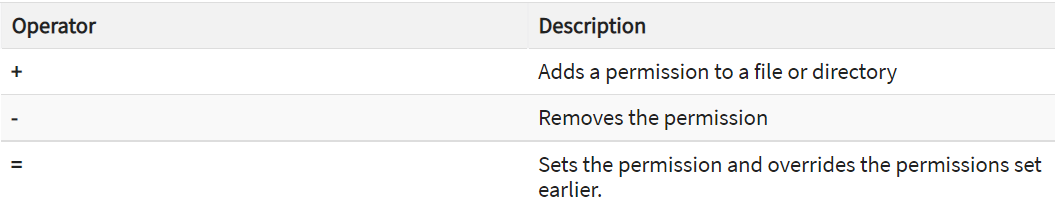 Operator Description
+ Adds a permission to a file or directory
- Removes the permission
= Sets the permission and overrides the permissions set
earlier.